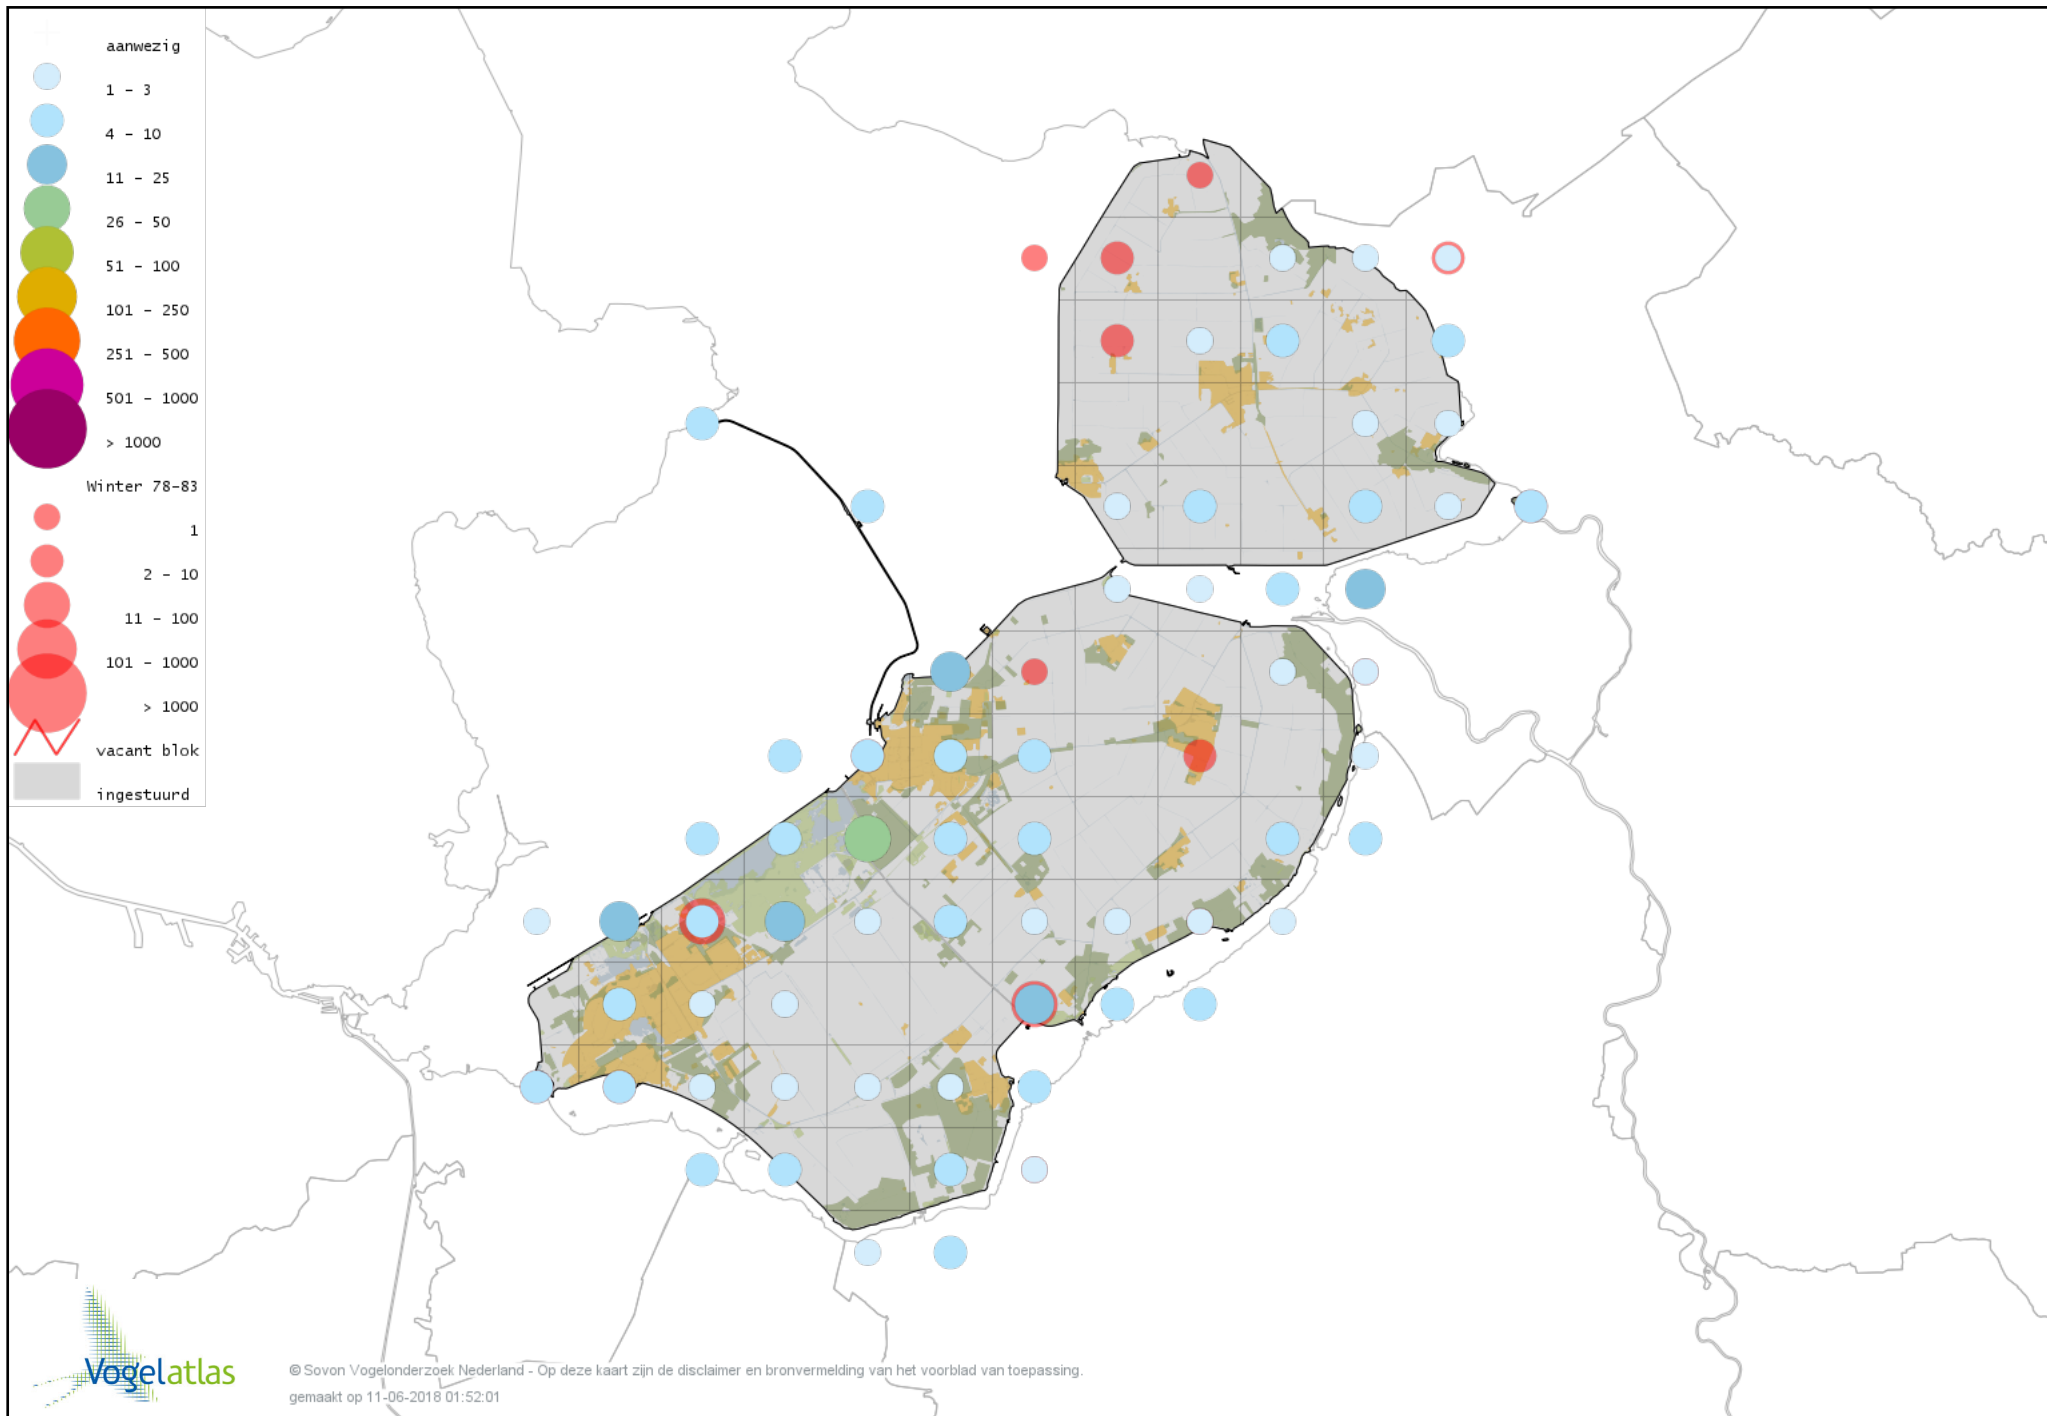 aanwezig
1 - 3
4 - 10
11 - 25
26 - 50
51 - 100
101 - 250
251 - 500
501 - 1000
> 1000
Winter 78-83
1
2 - 10
11 - 100
101 - 1000
> 1000
vacant blok
ingestuurd
Vogelatlas
© Sovon Vogelonderzoek Nederland - Op deze kaart zijn de disclaimer en bronvermelding van het voorblad van toepassing.
gemaakt op 11-06-2018 01:52:01